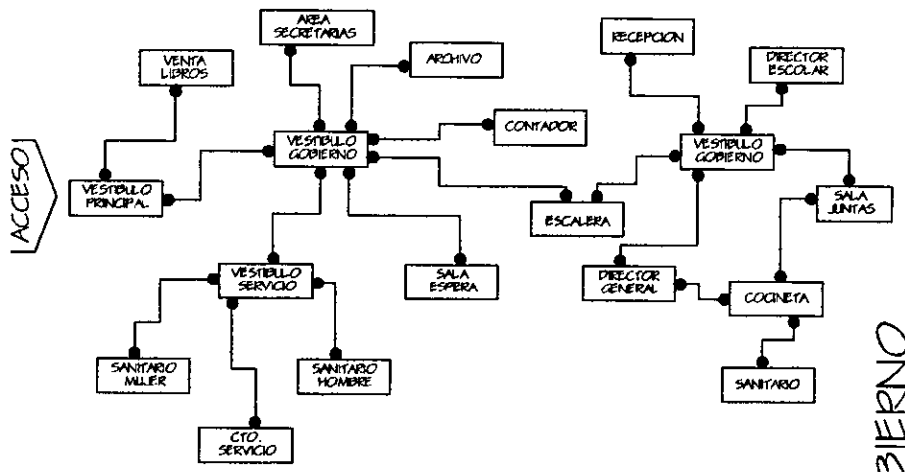 AREA
SECRETARIAS
RECEPCION
VENTA
LIBROS
ARCHIVO
DIRECTOR
ESCOLAR
CONTADOR
VESTIBULO
GOBIERNO
VESTIBULO
GOBIERNO
ACCESO
VESTIBULO
PRINCIPAL
ESCALERA
SALA
JUNTAS
VESTIBULO
SERVICIO
SALA
ESPERA
DIRECTOR
GENERAL
COCINETA
SANITARIO
MUJER
SANITARIO
HOMBRE
SANITARIO
CTO.
SERVICIO
BIERNO